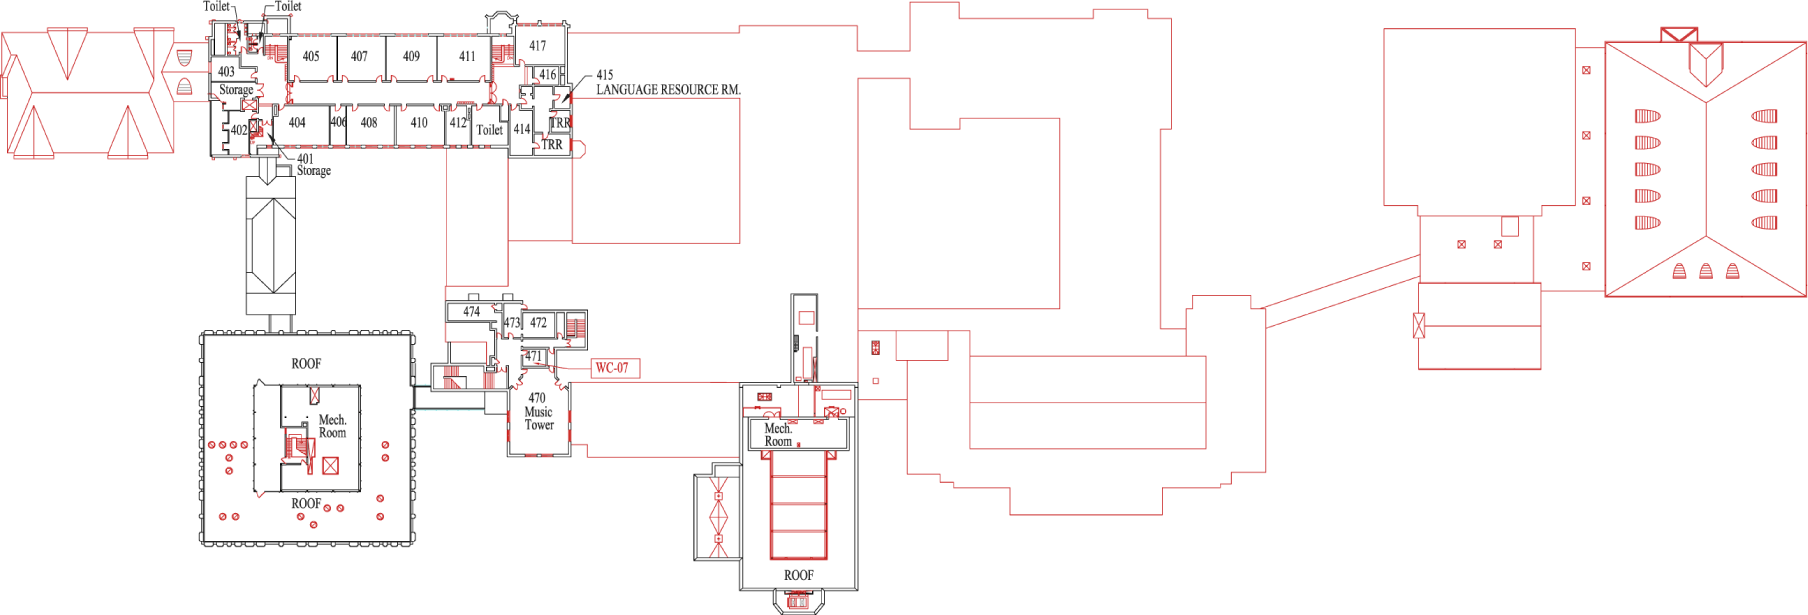 Toilet
Toilet
405
407
409
411
417
403
416
415
LANGUAGE RESOURCE RM.
Storage
402
404
406
408
410
412
Toilet
414
TRR
TRR
401
Storage
474
473
472
471
WC-07
ROOF
470
Music
Tower
Mech.
Room
Mech.
Room
ROOF
ROOF